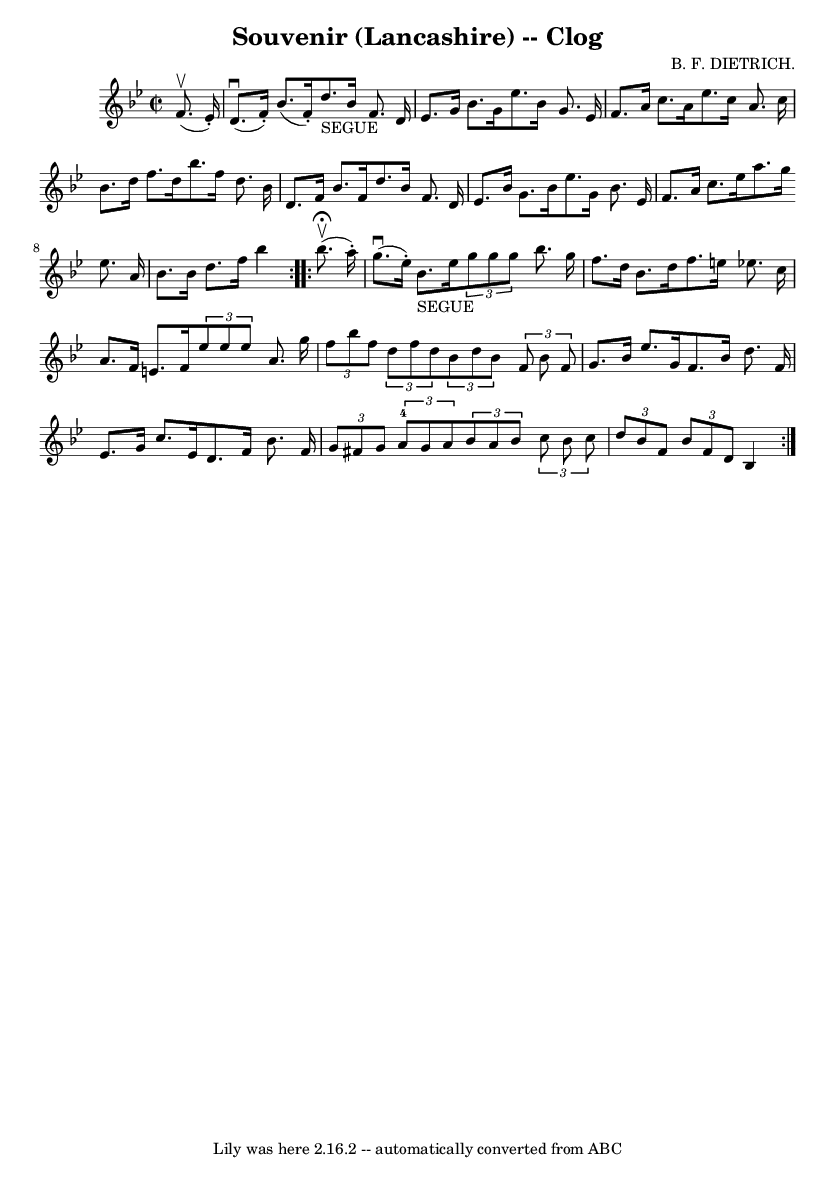 Souvenir (Lancashire) -- Clog
B. F. DIETRICH.
SEGUE
8
SEGUE
3
3
3
3
3
3
4
3
3
3
3
3
3
Lily was here 2.16.2 -- automatically converted from ABC